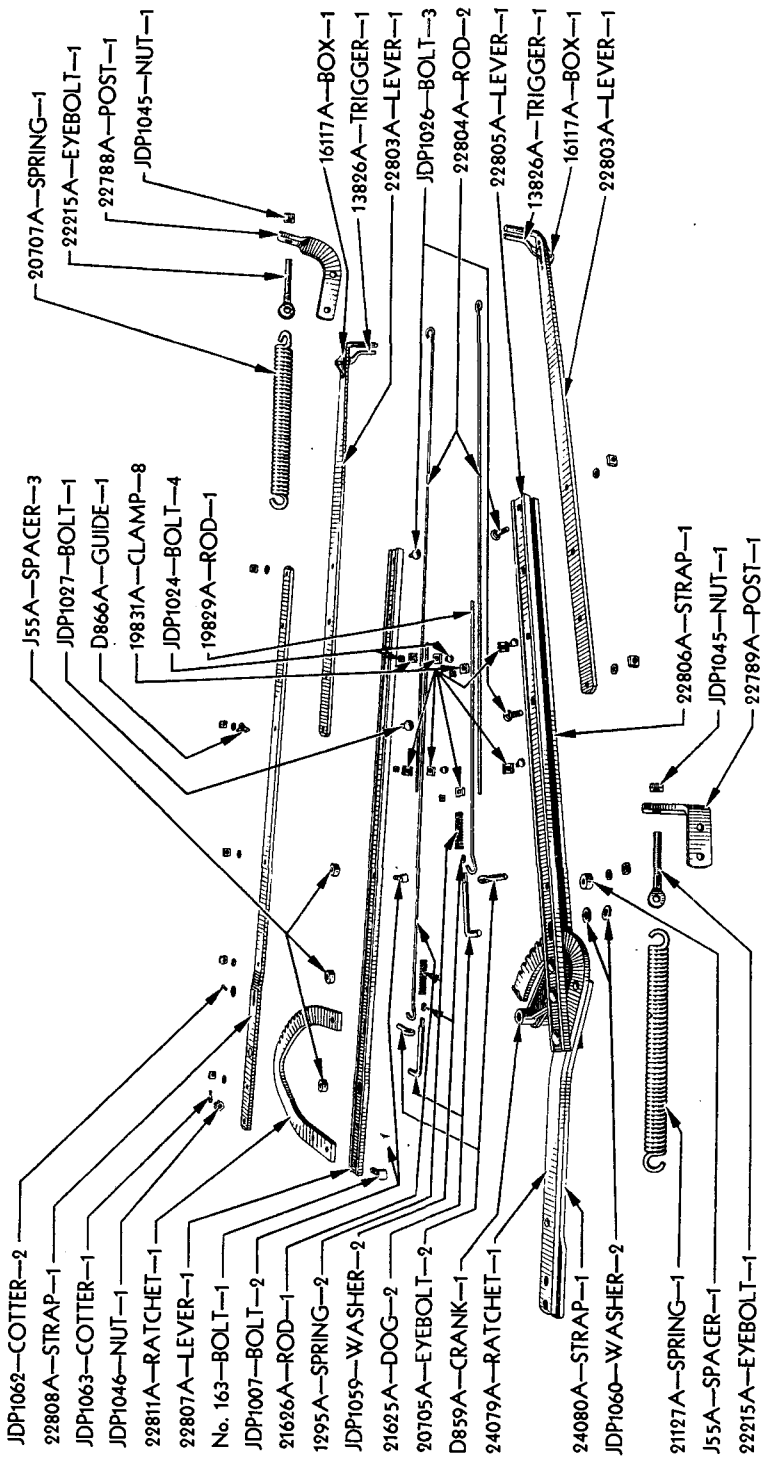 JDP1062—COTTER—2
22808A—STRAP—1
JDP1063—COTTER—1
JDP1046—NUT—1
22811A—RATCHET—1
22807A—LEVER—1
No. 163—BOLT—1
JDP1007—BOLT—2
21626A—ROD—1
1295A—SPRING—2
JDP1059—WASHER—2
21625A—DOG—2
20705A—EYEBOLT—2
D859A—CRANK—1
24079A—RATCHET—1
24080A—STRAP—1
JDP1060—WASHER—2
21127A—SPRING—1
J55A—SPACER—1
22215A—EYEBOLT—1
J55A—SPACER—3
JDP1027—BOLT—1
D866A—GUIDE—1
19831A—CLAMP—8
JDP1024—BOLT—4
19829A—ROD—1
22806A—STRAP—1
JDP1045—NUT—1
22789A—POST—1
20707A—SPRING—1
22215A—EYEBOLT—1
22788A—POST—1
JDP1045—NUT—1
16117A—BOX—1
13826A—TRIGGER—1
22803A—LEVER—1
JDP1026—BOLT—3
22804A—ROD—2
22805A—LEVER—1
13826A—TRIGGER—1
16117A—BOX—1
22803A—LEVER—1